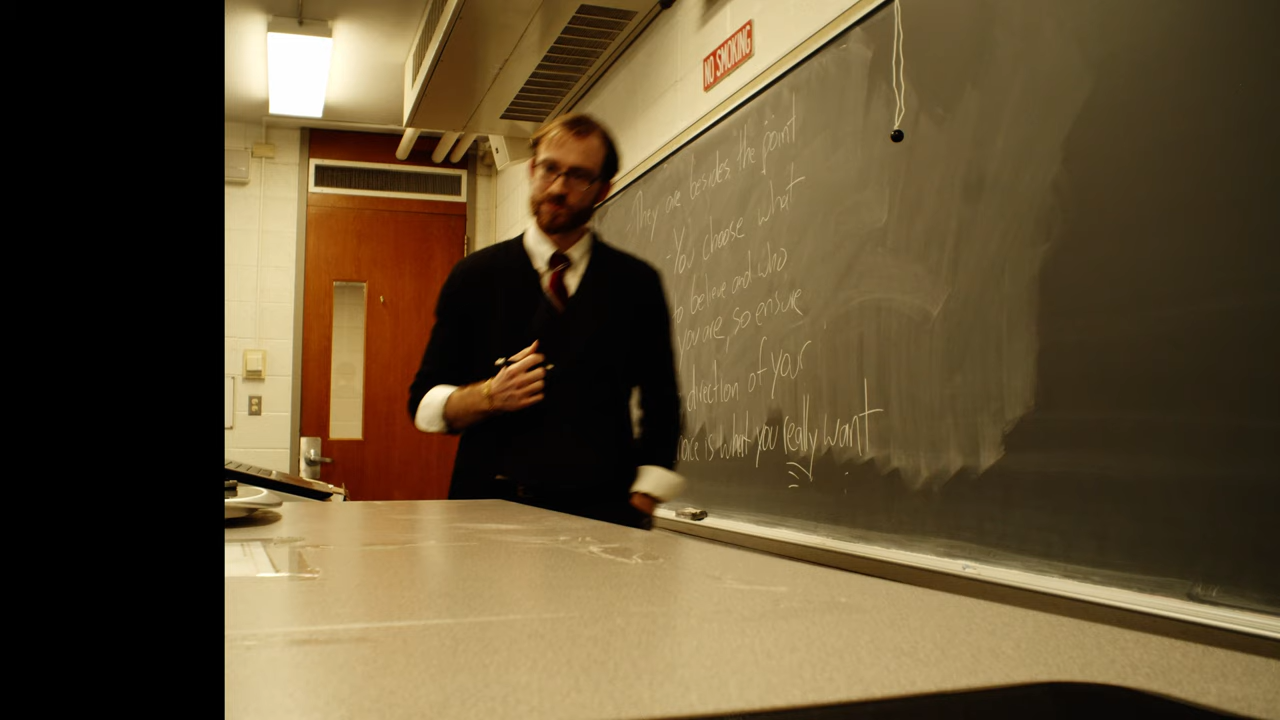 NO SMOKING
They are besides the point
-You choose what
to believe and who
you are, so ensure
direction of your
is what you really want